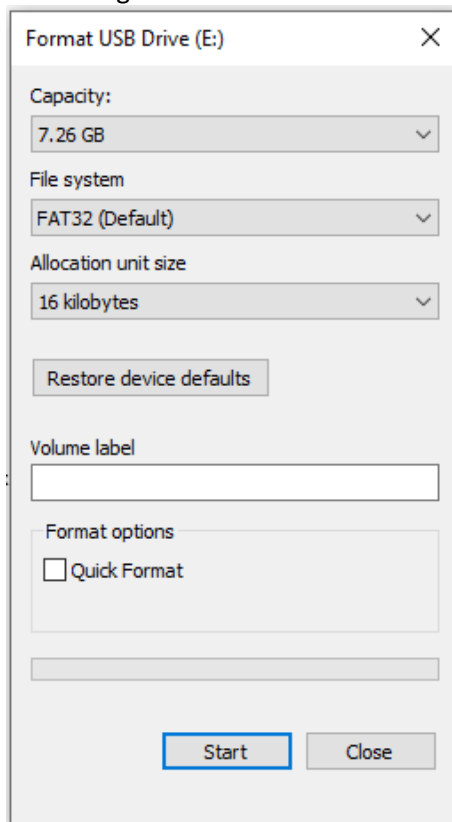 Format USB Drive (E:)
Capacity:
7.26 GB
File system
FAT32 (Default)
Allocation unit size
16 kilobytes
Restore device defaults
Volume label
Format options
Quick Format
Start Close